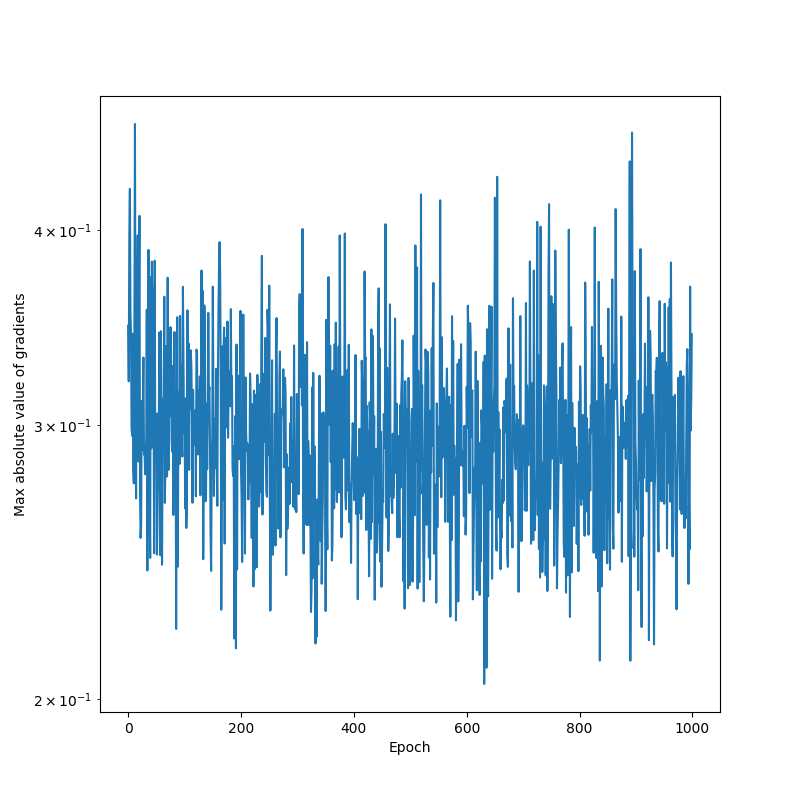 Max absolute value of gradients
4 × 10⁻¹
3 × 10⁻¹
2 × 10⁻¹
0 200 400 600 800 1000
Epoch